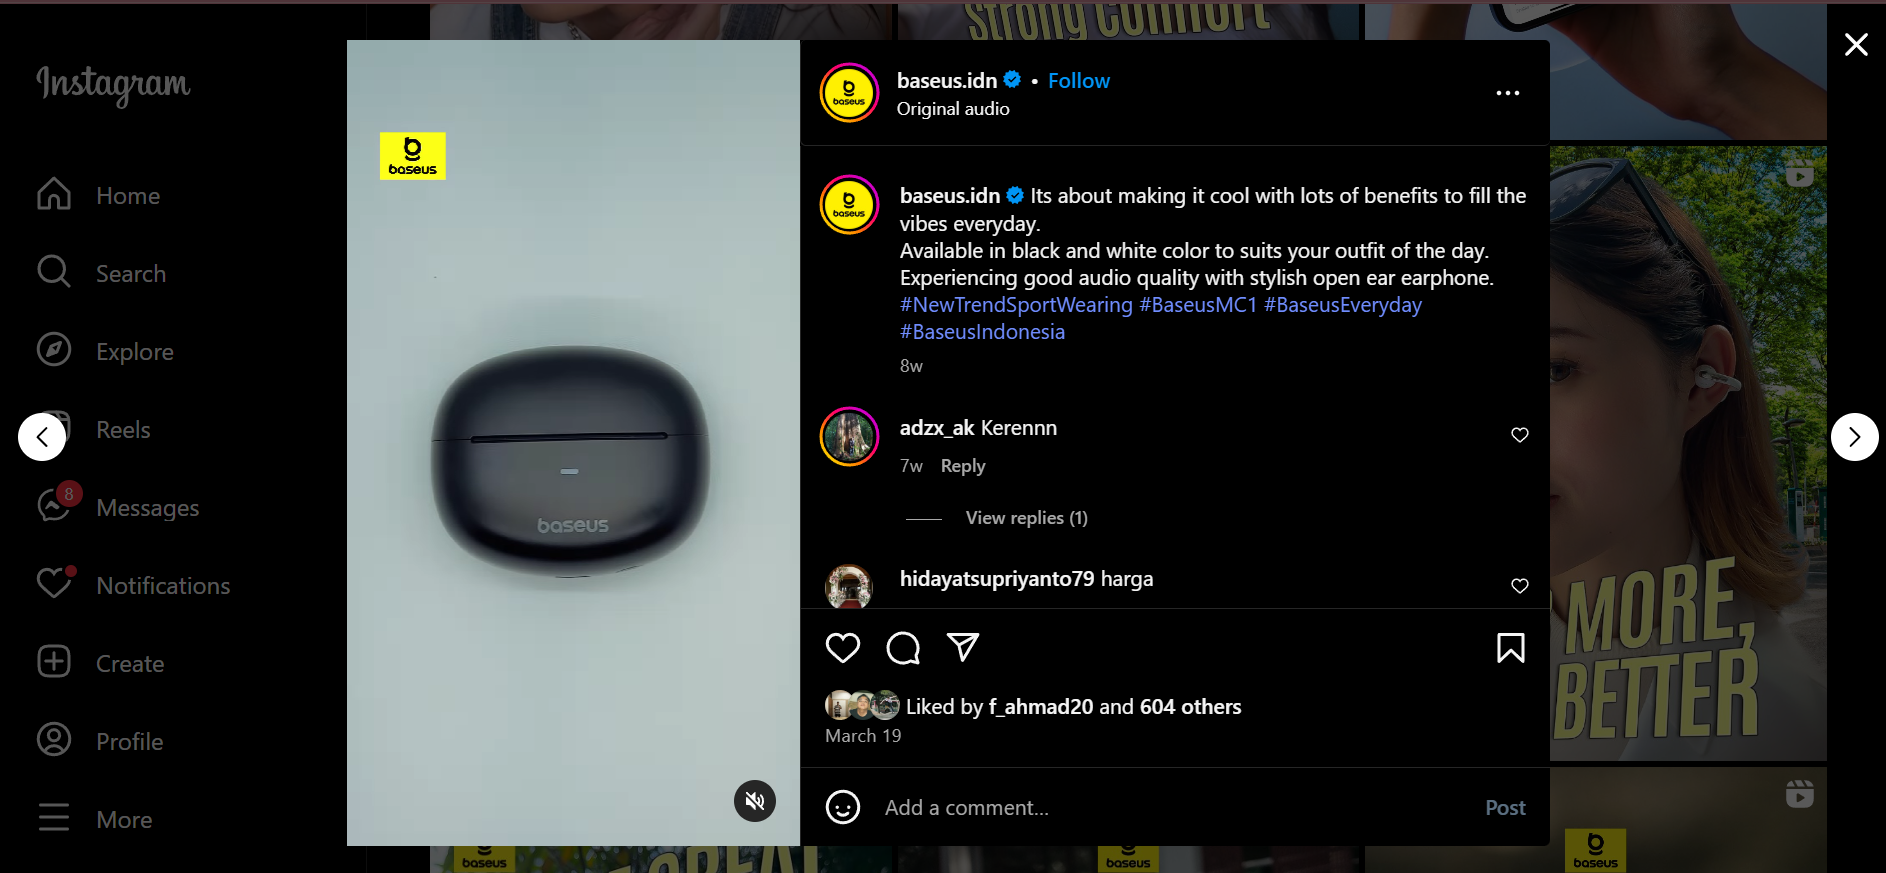 Strong COMFORT
Instagram
Home
Search
Explore
Reels
8
Messages
Notifications
Create
Profile
More
baseus
baseus
baseus
baseus.idn • Follow
Original audio
baseus
baseus.idn Its about making it cool with lots of benefits to fill the
vibes everyday.
Available in black and white color to suits your outfit of the day.
Experiencing good audio quality with stylish open ear earphone.
#NewTrendSportWearing #BaseusMC1 #BaseusEveryday
#BaseusIndonesia
8w
adzx_ak Kerennn
7w Reply
View replies (1)
hidayatsupriyanto79 harga
Liked by f_ahmad20 and 604 others
March 19
Add a comment...
Post
MORE,
BETTER
baseus
baseus
baseus